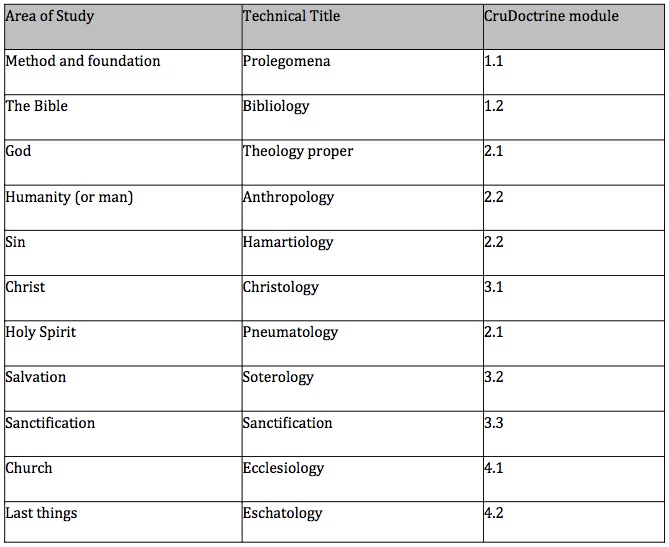 Area of Study Technical Title CruDoctrine module
Method and foundation Prolegomena 1.1
The Bible Bibliology 1.2
God Theology proper 2.1
Humanity (or man) Anthropology 2.2
Sin Hamartiology 2.2
Christ Christology 3.1
Holy Spirit Pneumatology 2.1
Salvation Soterology 3.2
Sanctification Sanctification 3.3
Church Ecclesiology 4.1
Last things Eschatology 4.2